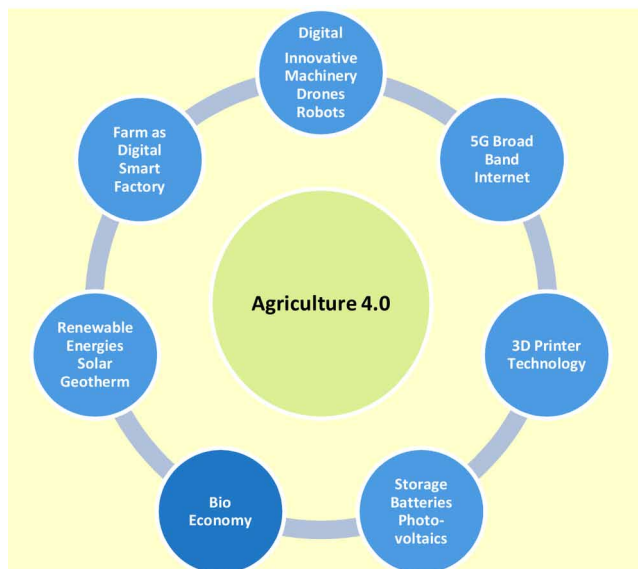 Digital
Innovative
Machinery
Drones
Robots
5G Broad
Band
Internet
3D Printer
Technology
Storage
Batteries
Photo-
voltaics
Bio
Economy
Renewable
Energies
Solar
Geotherm
Farm as
Digital
Smart
Factory
Agriculture 4.0